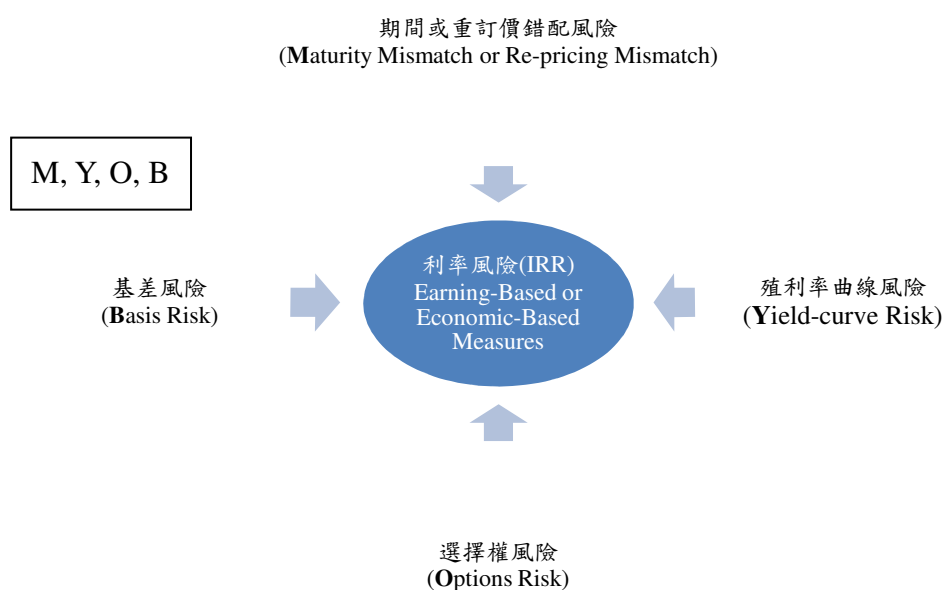 期間或重訂價錯配風險
(Maturity Mismatch or Re-pricing Mismatch)
M, Y, O, B
基差風險
(Basis Risk)
利率風險(IRR)
Earning-Based or
Economic-Based
Measures
殖利率曲線風險
(Yield-curve Risk)
選擇權風險
(Options Risk)